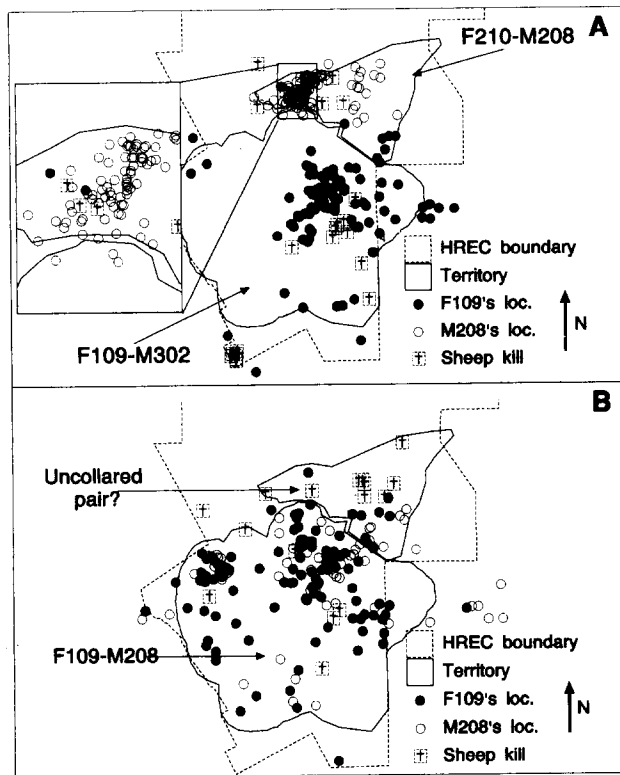 A
F210-M208
HREC boundary
Territory
F109's loc.
M208's loc.
Sheep kill
N
F109-M302
B
Uncollared
pair?
F109-M208
HREC boundary
Territory
F109's loc.
M208's loc.
Sheep kill
N